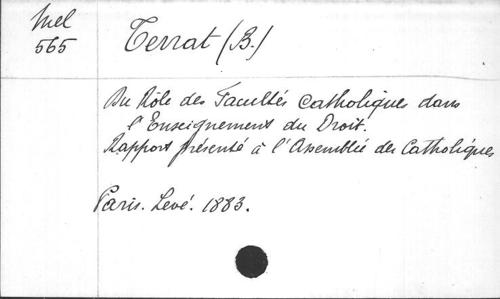 Mel
565
Terrat (B.)
Du Rôle des Facultés Catholiques dans
l'Enseignement du Droit.
Rapport présenté à l'Assemblée des Catholiques
Paris. Levé. 1883.